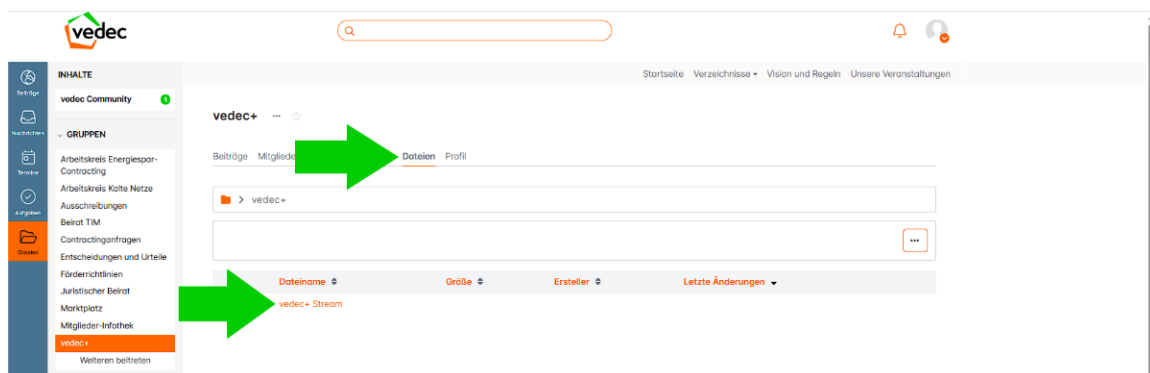 vedec
Startseite Verzeichnisse Vision und Regeln Unsere Veranstaltungen
Beiträge
Nachrichten
Termine
Aufgaben
Dateien
INHALTE
vedec Community 1
GRUPPEN
Arbeitskreis Energiespar-
Contracting
Arbeitskreis Kalte Netze
Ausschreibungen
Beirat TIM
Contractinganfragen
Entscheidungen und Urteile
Förderrichtlinien
Juristischer Beirat
Marktplatz
Mitglieder-Infothek
vedec+
Weiteren beitreten
vedec+ ...
Beiträge Mitgliede Dateien Profil
> vedec+
...
Dateiname Größe Ersteller Letzte Änderungen
vedec+ Stream